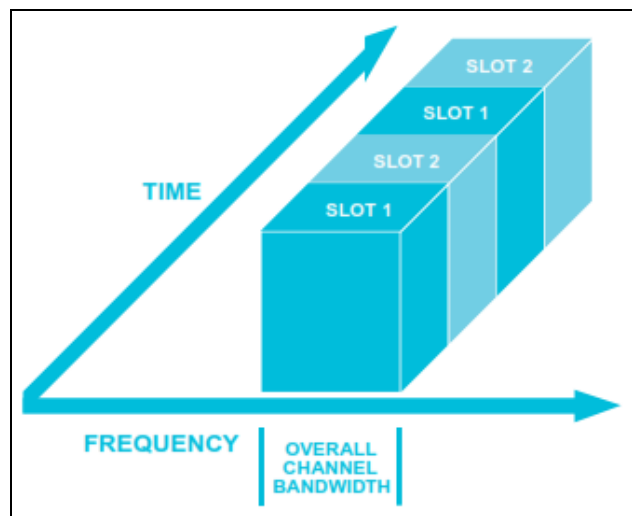 SLOT 2
SLOT 1
SLOT 2
SLOT 1
TIME
FREQUENCY
OVERALL
CHANNEL
BANDWIDTH